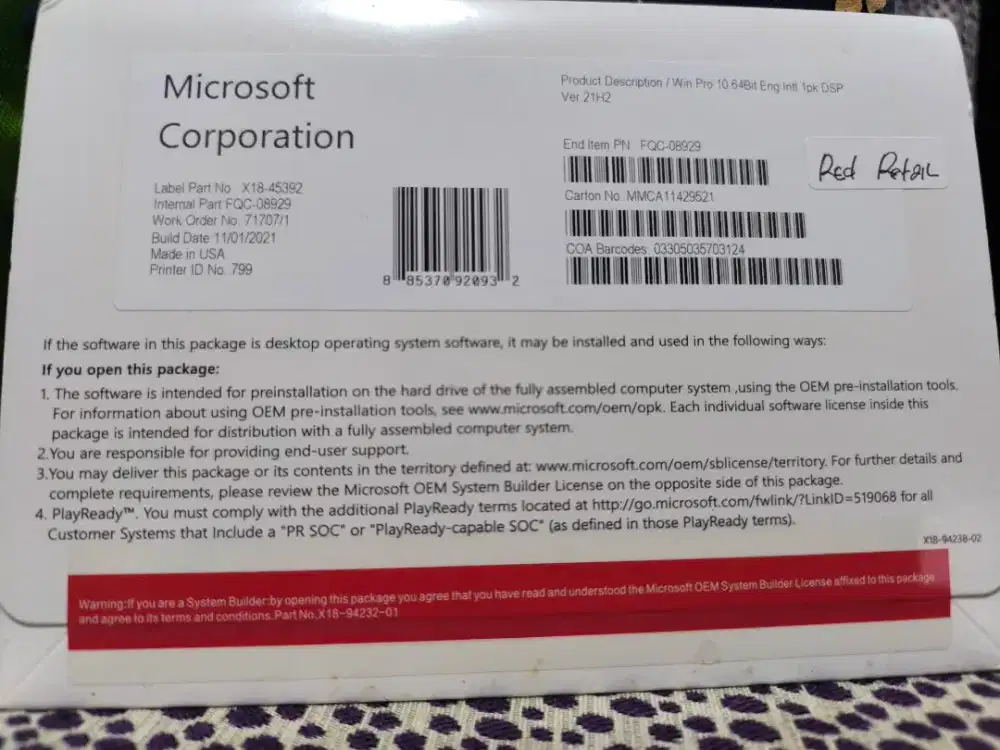 Microsoft
Corporation
Label Part No X18-45392
Internal Part FQC-08929
Work Order No. 71707/1
Build Date 11/01/2021
Made in USA
Printer ID No. 799
8 85370 92093 2
Product Description / Win Pro 10 64Bit Eng Intl 1pk DSP
Ver 21H2
End Item PN FQC-08929
Carton No. MMCA11429521
COA Barcodes: 03305035703124
Red Retail
If the software in this package is desktop operating system software, it may be installed and used in the following ways:
If you open this package:
1. The software is intended for preinstallation on the hard drive of the fully assembled computer system ,using the OEM pre-installation tools.
For information about using OEM pre-installation tools, see www.microsoft.com/oem/opk. Each individual software license inside this
package is intended for distribution with a fully assembled computer system.
2.You are responsible for providing end-user support.
3.You may deliver this package or its contents in the territory defined at: www.microsoft.com/oem/sblicense/territory. For further details and
complete requirements, please review the Microsoft OEM System Builder License on the opposite side of this package.
4. PlayReady™. You must comply with the additional PlayReady terms located at http://go.microsoft.com/fwlink/?LinkID=519068 for all
Customer Systems that Include a "PR SOC" or "PlayReady-capable SOC" (as defined in those PlayReady terms).
X18-94238-02
Warning:If you are a System Builder:by opening this package you agree that you have read and understood the Microsoft OEM System Builder License affixed to this package
and agree to its terms and conditions. Part No.X18-94232-01